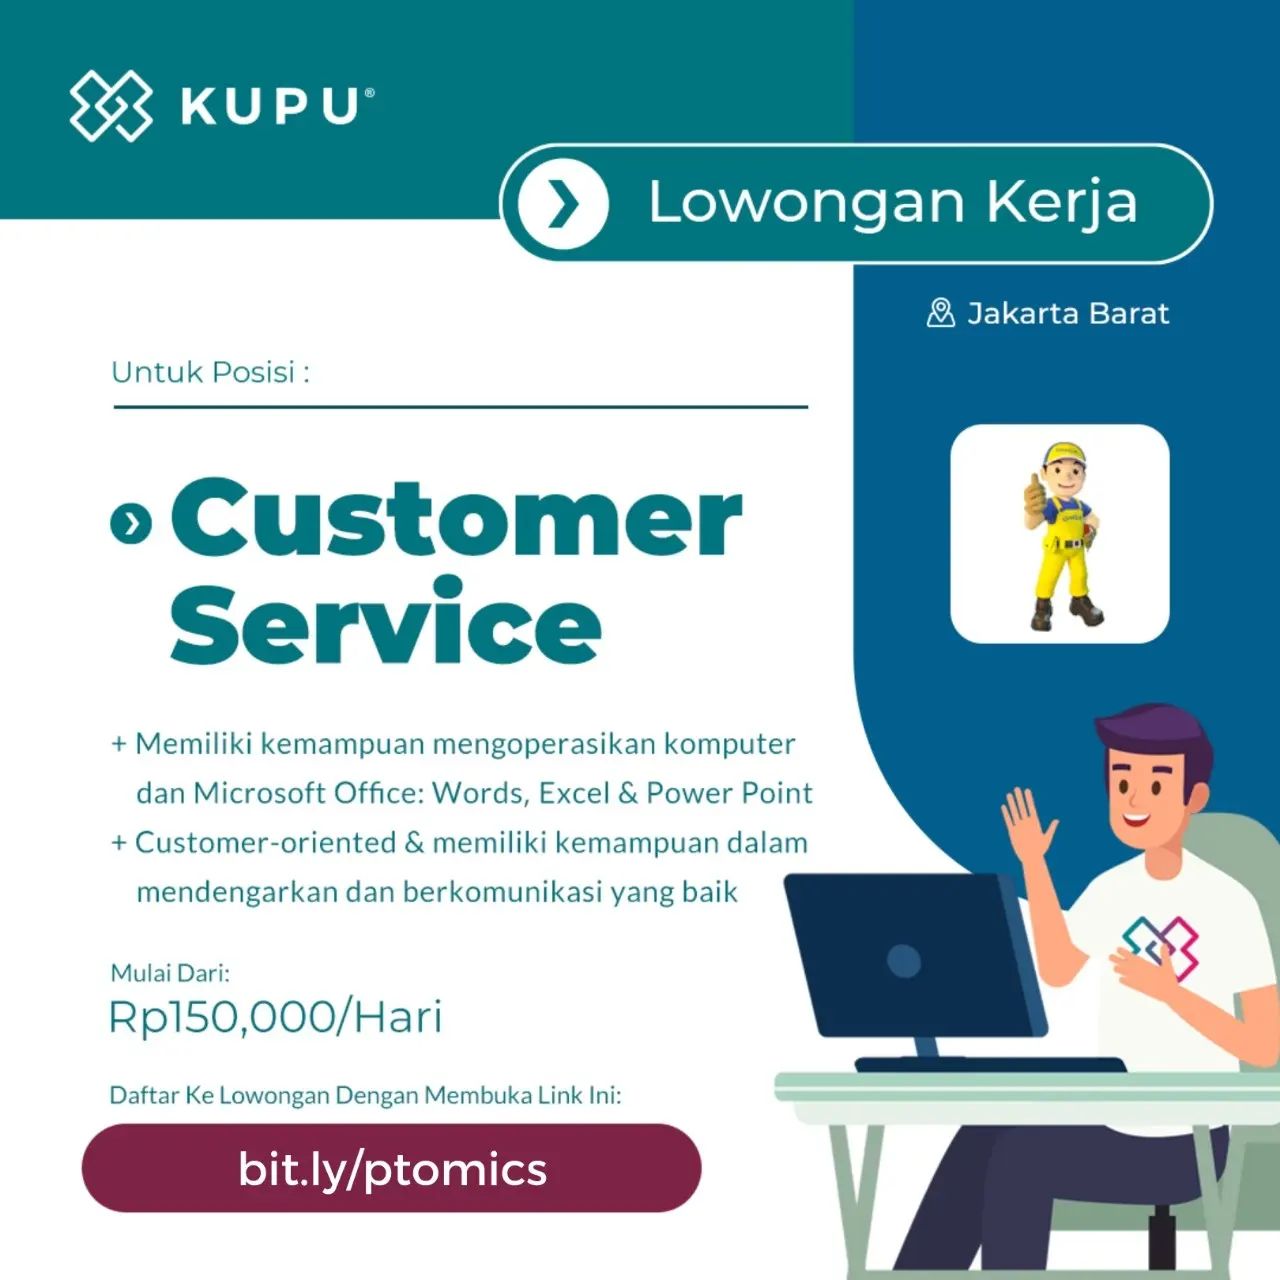 KUPU®
Lowongan Kerja
Jakarta Barat
Untuk Posisi :
Customer
Service
+ Memiliki kemampuan mengoperasikan komputer
dan Microsoft Office: Words, Excel & Power Point
+ Customer-oriented & memiliki kemampuan dalam
mendengarkan dan berkomunikasi yang baik
Mulai Dari:
Rp150,000/Hari
Daftar Ke Lowongan Dengan Membuka Link Ini:
bit.ly/ptomics